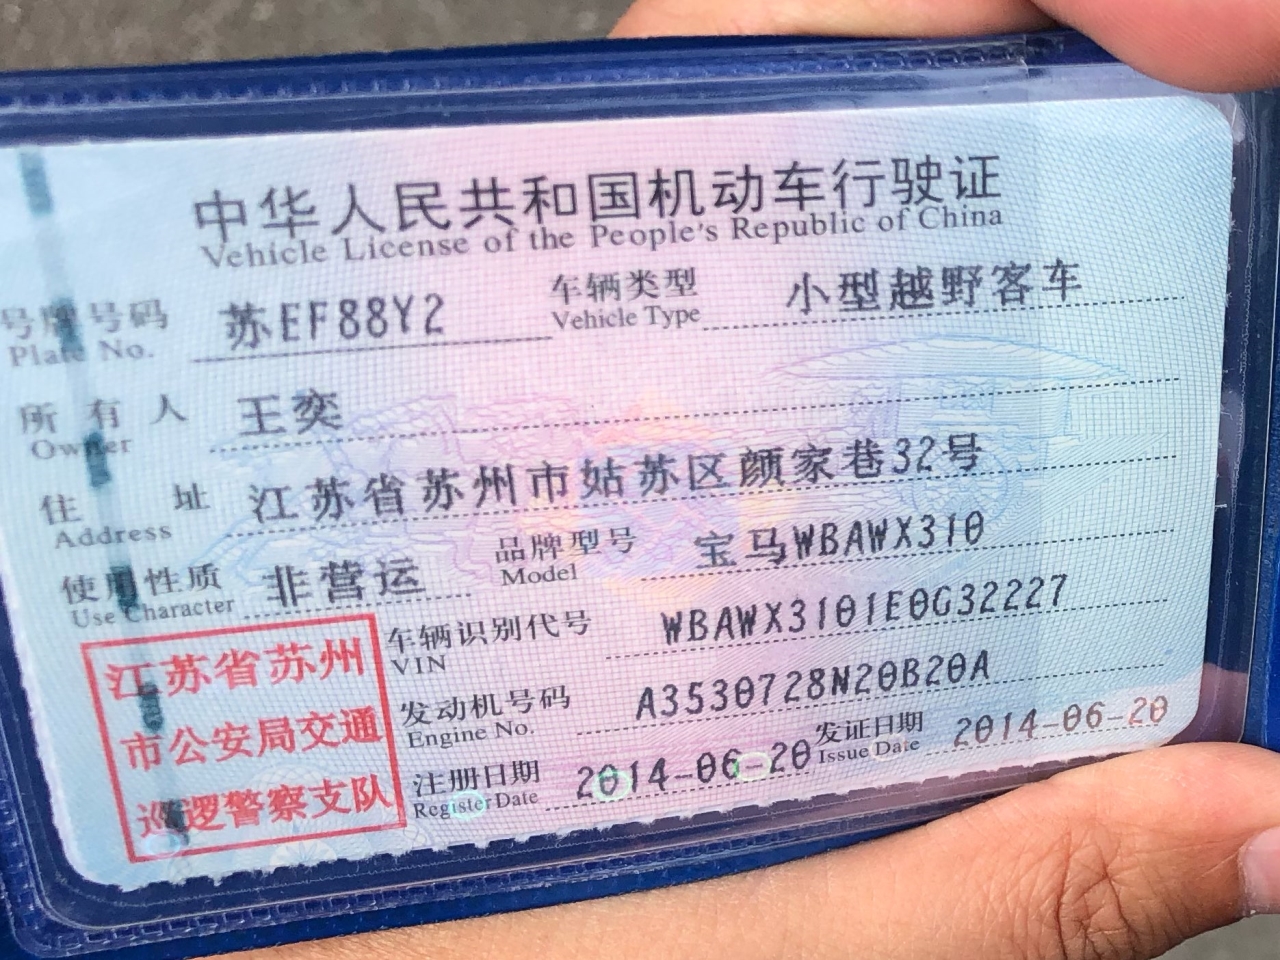 中华人民共和国机动车行驶证
Vehicle License of the People's Republic of China
号牌号码 苏EF88Y2 车辆类型 小型越野客车
Plate No. Vehicle Type
所有人 王奕
Owner
住址 江苏省苏州市姑苏区颜家巷32号
Address
使用性质 非营运 品牌型号 宝马WBAWX310
Use Character Model
江苏省苏州
市公安局交通
巡逻警察支队
车辆识别代号 WBAWX3101E0G32227
VIN
发动机号码 A3530728N20B20A
Engine No.
注册日期 2014-06-20 发证日期 2014-06-20
Register Date Issue Date